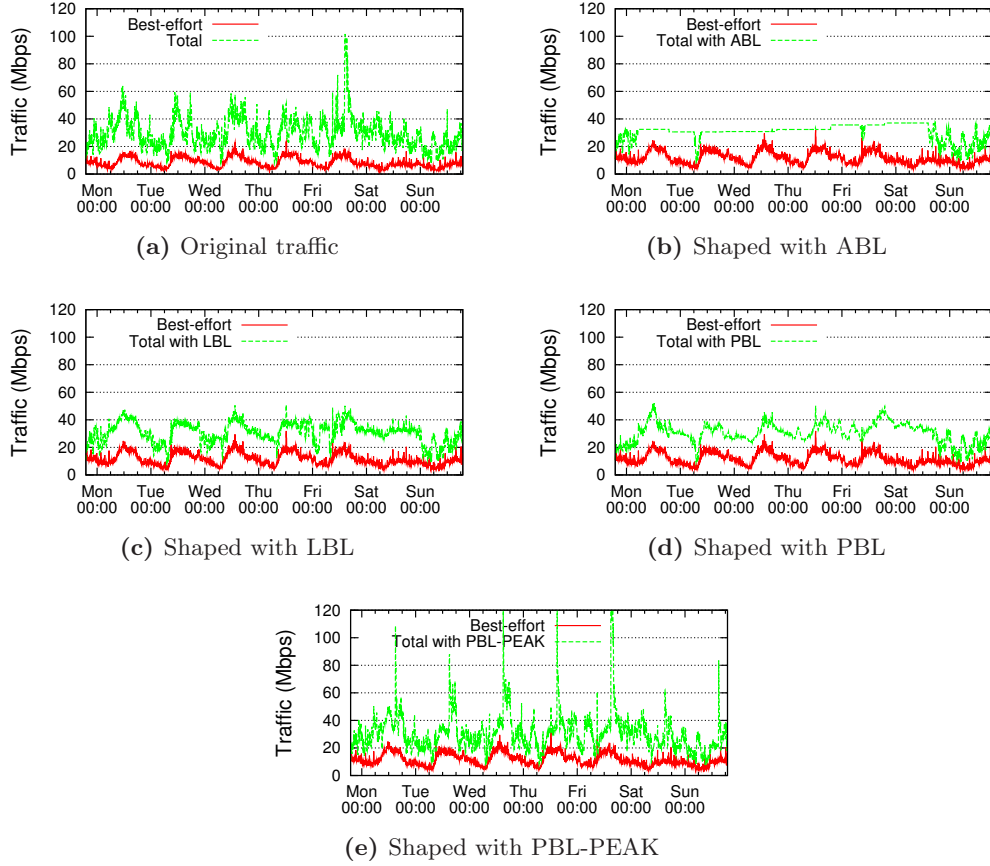 Traffic (Mbps)
120
100
80
60
40
20
0
Best-effort
Total
Mon Tue Wed Thu Fri Sat Sun
00:00 00:00 00:00 00:00 00:00 00:00 00:00
(a) Original traffic
Traffic (Mbps)
120
100
80
60
40
20
0
Best-effort
Total with ABL
Mon Tue Wed Thu Fri Sat Sun
00:00 00:00 00:00 00:00 00:00 00:00 00:00
(b) Shaped with ABL
Traffic (Mbps)
120
100
80
60
40
20
0
Best-effort
Total with LBL
Mon Tue Wed Thu Fri Sat Sun
00:00 00:00 00:00 00:00 00:00 00:00 00:00
(c) Shaped with LBL
Traffic (Mbps)
120
100
80
60
40
20
0
Best-effort
Total with PBL
Mon Tue Wed Thu Fri Sat Sun
00:00 00:00 00:00 00:00 00:00 00:00 00:00
(d) Shaped with PBL
Traffic (Mbps)
120
100
80
60
40
20
0
Best-effort
Total with PBL-PEAK
Mon Tue Wed Thu Fri Sat Sun
00:00 00:00 00:00 00:00 00:00 00:00 00:00
(e) Shaped with PBL-PEAK